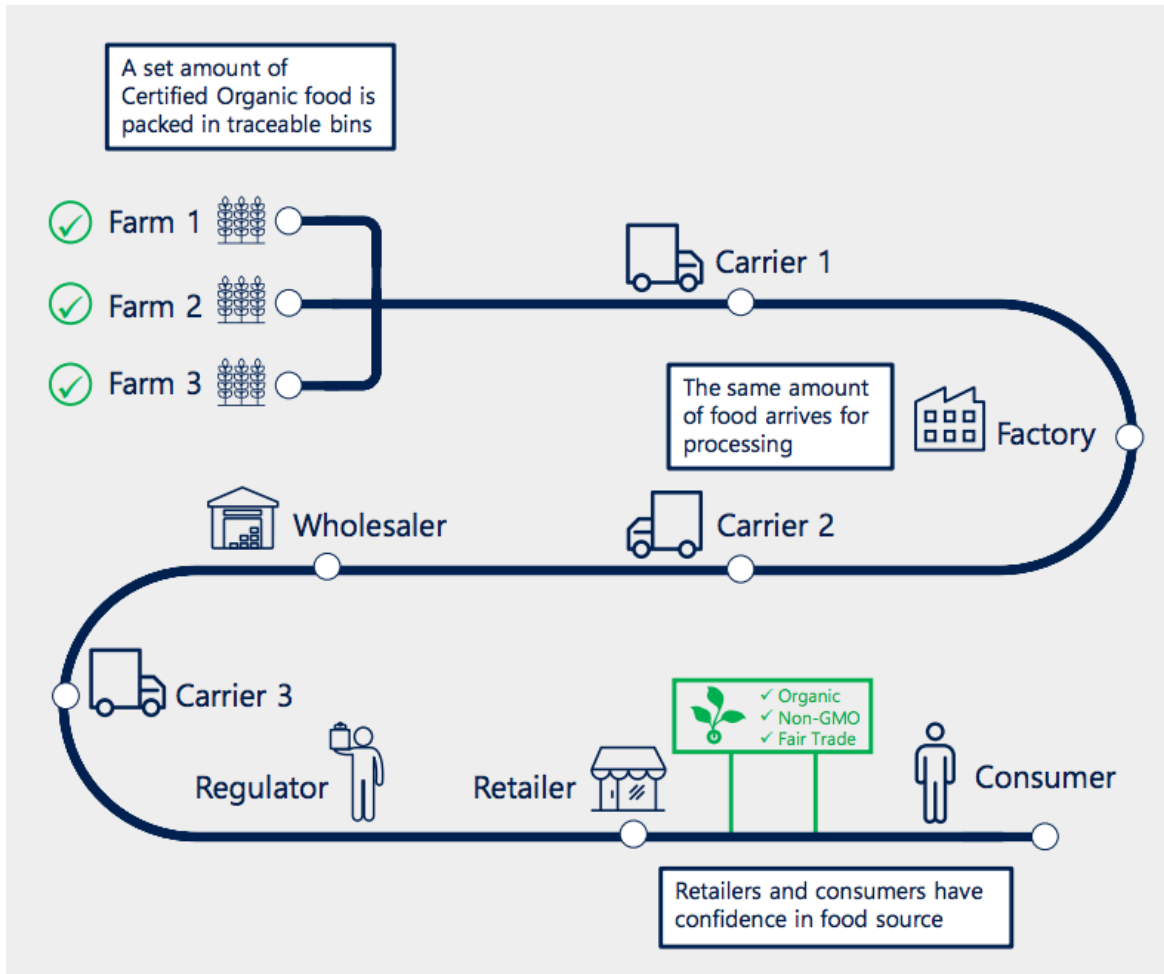 A set amount of
Certified Organic food is
packed in traceable bins
Farm 1
Farm 2
Farm 3
Carrier 1
The same amount
of food arrives for
processing
Factory
Wholesaler
Carrier 2
Carrier 3
✓ Organic
✓ Non-GMO
✓ Fair Trade
Regulator
Retailer
Consumer
Retailers and consumers have
confidence in food source